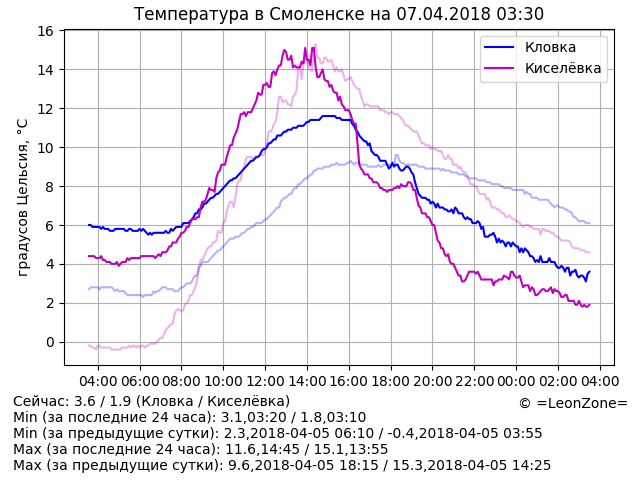 Температура в Смоленске на 07.04.2018 03:30
градусов Цельсия, °C
16
14
12
10
8
6
4
2
0
Кловка
Киселёвка
04:00 06:00 08:00 10:00 12:00 14:00 16:00 18:00 20:00 22:00 00:00 02:00 04:00
Сейчас: 3.6 / 1.9 (Кловка / Киселёвка)
© =LeonZone=
Min (за последние 24 часа): 3.1,03:20 / 1.8,03:10
Min (за предыдущие сутки): 2.3,2018-04-05 06:10 / -0.4,2018-04-05 03:55
Max (за последние 24 часа): 11.6,14:45 / 15.1,13:55
Max (за предыдущие сутки): 9.6,2018-04-05 18:15 / 15.3,2018-04-05 14:25